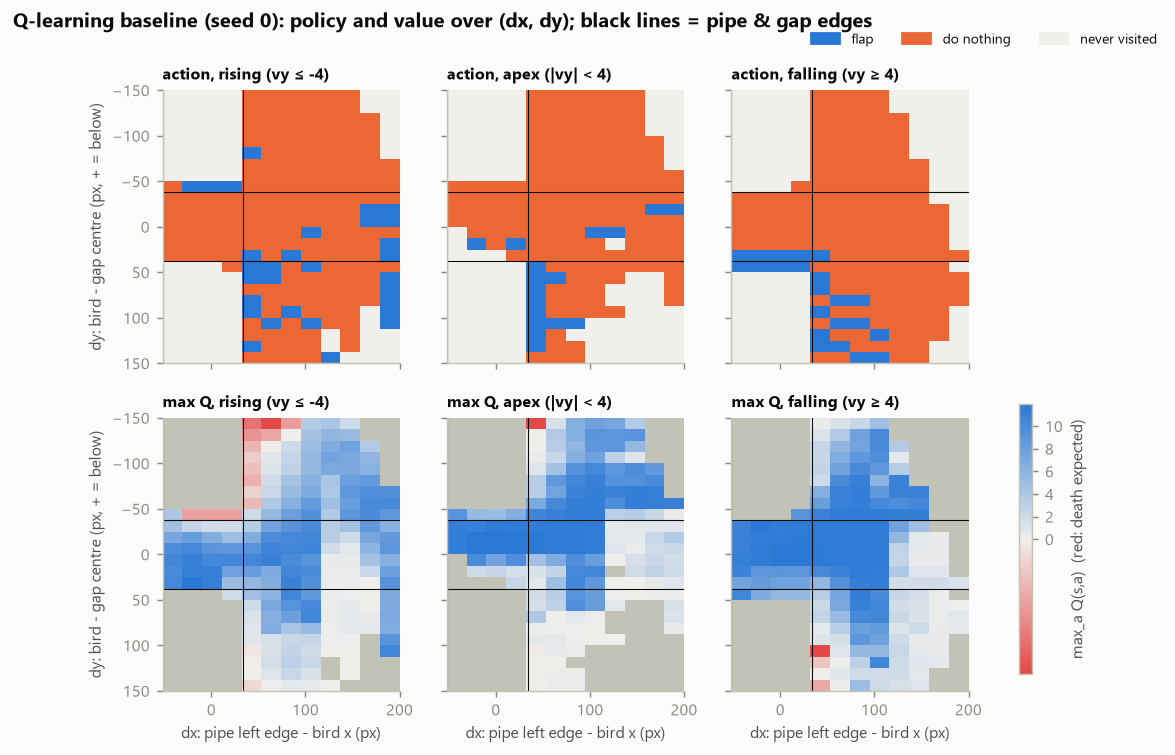 Q-learning baseline (seed 0): policy and value over (dx, dy); black lines = pipe & gap edges
flap do nothing never visited
action, rising (vy ≤ -4) action, apex (|vy| < 4) action, falling (vy ≥ 4)
dy: bird - gap centre (px, + = below)
−150
−100
−50
0
50
100
150
max Q, rising (vy ≤ -4) max Q, apex (|vy| < 4) max Q, falling (vy ≥ 4)
dy: bird - gap centre (px, + = below)
−150
−100
−50
0
50
100
150
0 100 200 0 100 200 0 100 200
dx: pipe left edge - bird x (px) dx: pipe left edge - bird x (px) dx: pipe left edge - bird x (px)
10
8
6
4
2
0
max_a Q(s,a) (red: death expected)